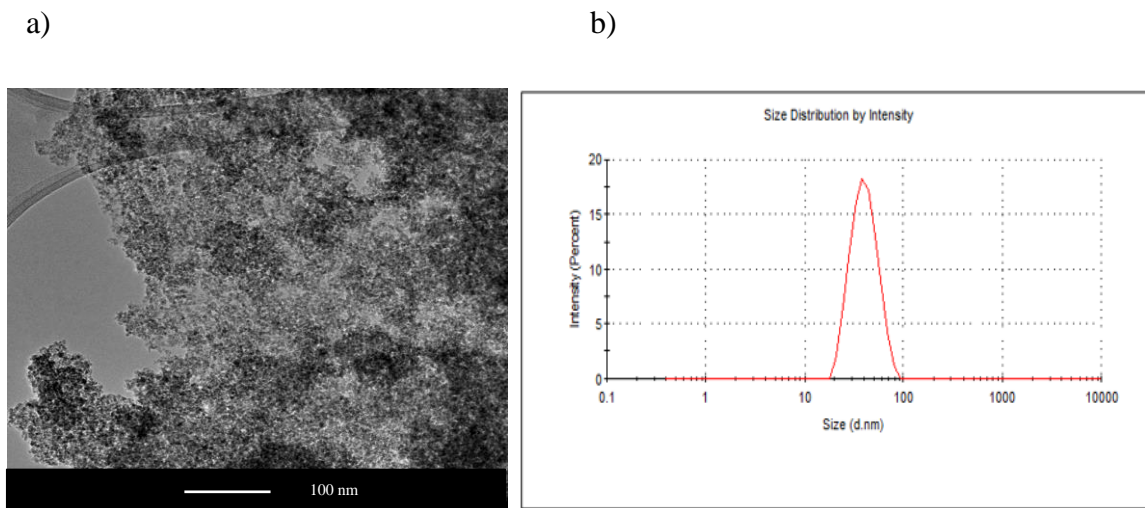 a)
b)
100 nm
Size Distribution by Intensity
Intensity (Percent)
20
15
10
5
0
0.1 1 10 100 1000 10000
Size (d.nm)